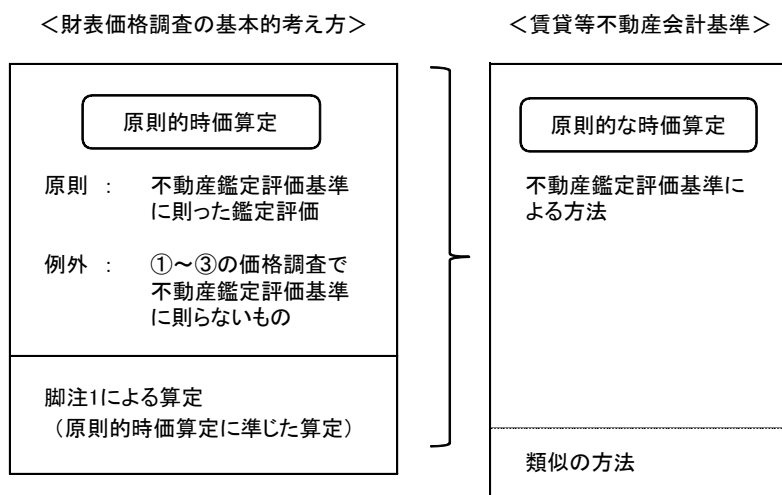 ＜財表価格調査の基本的考え方＞
原則的時価算定
原則 ： 不動産鑑定評価基準
に則った鑑定評価
例外 ： ①～③の価格調査で
不動産鑑定評価基準
に則らないもの
脚注1による算定
（原則的時価算定に準じた算定）
＜賃貸等不動産会計基準＞
原則的な時価算定
不動産鑑定評価基準に
よる方法
類似の方法